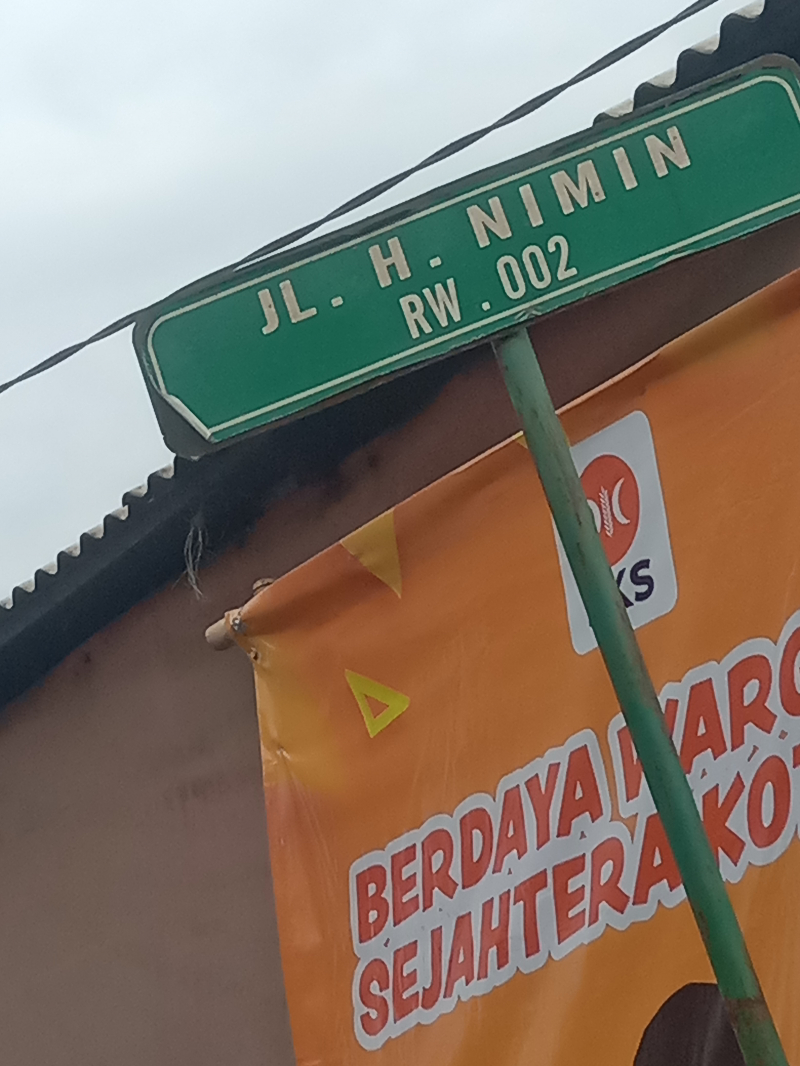 JL. H. NIMIN
RW. 002
BERDAYA
SEJAHTERA